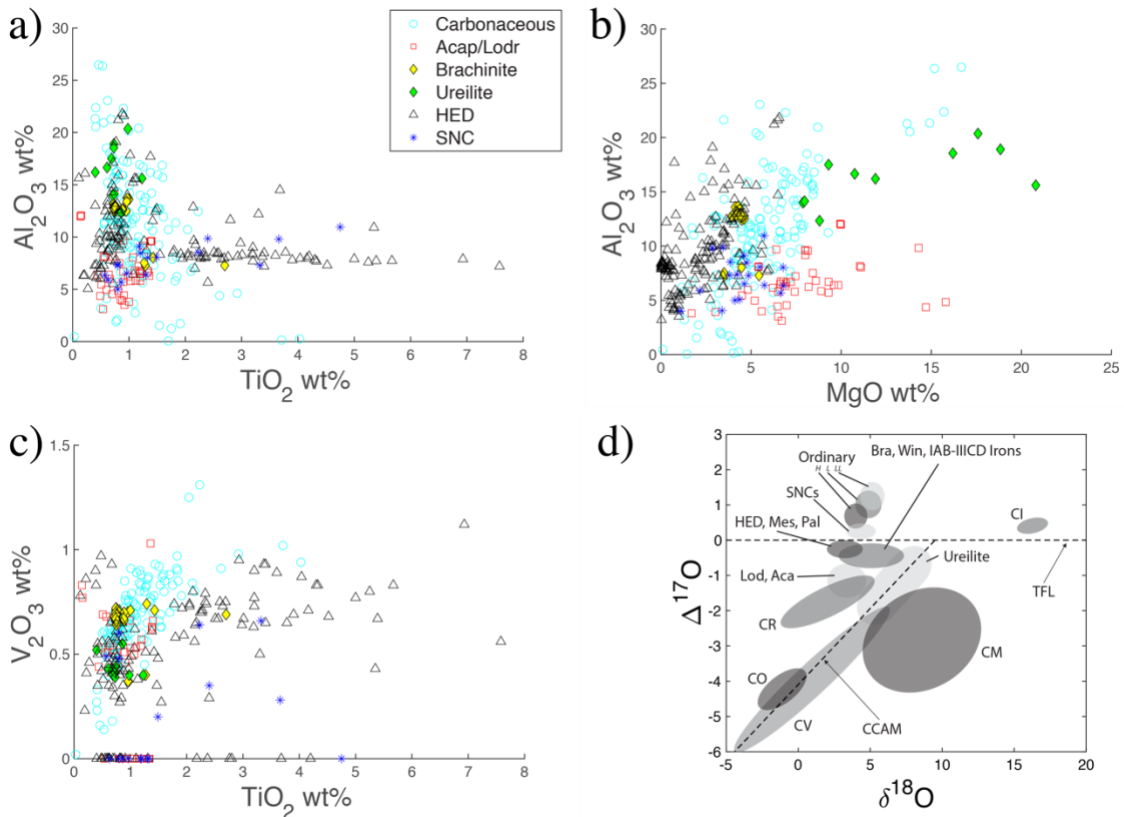 a)
Al2O3 wt%
30
25
20
15
10
5
0
0 1 2 3 4 5 6 7 8
TiO2 wt%
Carbonaceous
Acap/Lodr
Brachinite
Ureilite
HED
SNC
b)
Al2O3 wt%
30
25
20
15
10
5
0
0 5 10 15 20 25
MgO wt%
c)
V2O3 wt%
1.5
1
0.5
0
0 1 2 3 4 5 6 7 8
TiO2 wt%
d)
Δ17O
3
2
1
0
-1
-2
-3
-4
-5
-6
-5 0 5 10 15 20
δ18O
Bra, Win, IAB-IIICD Irons
Ordinary
H L LL
SNCs
HED, Mes, Pal
CI
Ureilite
Lod, Aca
TFL
CR
CM
CO
CV
CCAM